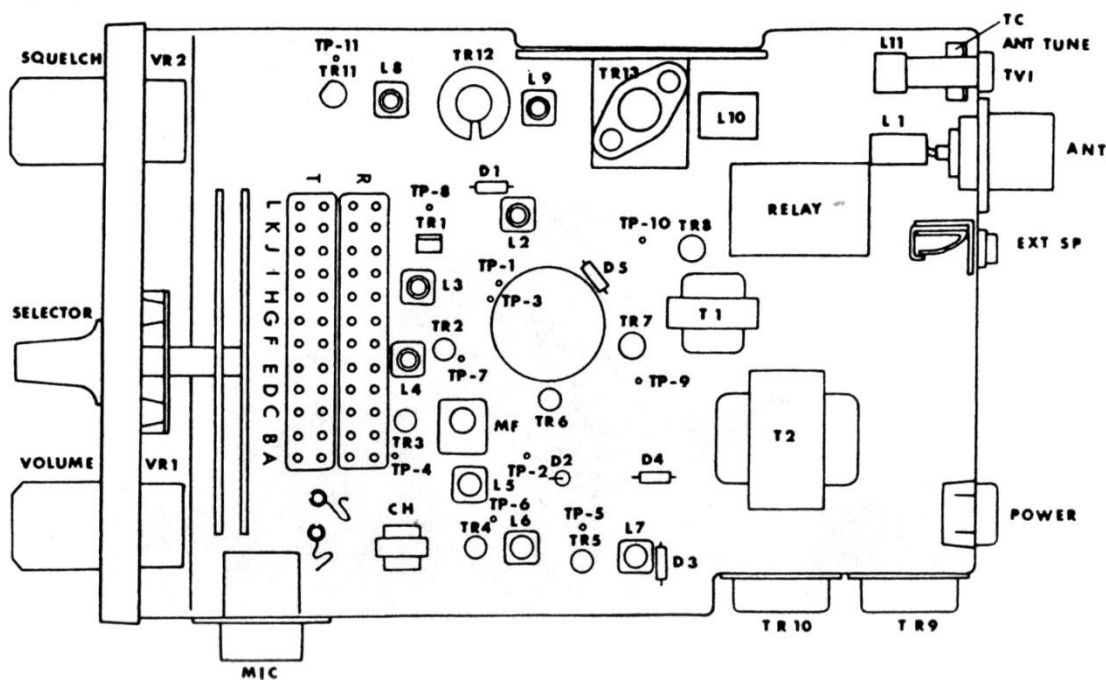 SQUELCH
VR2
TP-11
TR11
L8
TR12
L9
TR13
L10
L11
TC
ANT TUNE
TVI
L1
ANT
T
R
D1
TP-8
TR1
L2
RELAY
TP-10
TR8
EXT SP
L
K
J
I
H
G
F
E
D
C
B
A
L3
TP-1
TP-3
D5
T1
SELECTOR
TR2
TR7
TP-7
L4
TP-9
TR6
TR3
MF
T2
VOLUME
VR1
TP-4
TP-2
D2
D4
L5
CH
TP-6
TR4
L6
TP-5
TR5
L7
D3
POWER
TR10
TR9
MIC